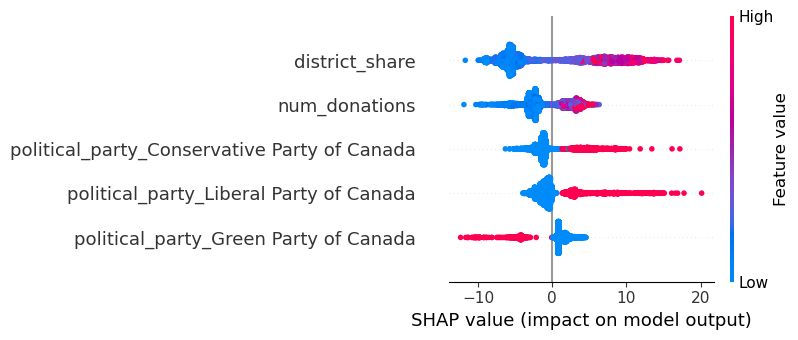 High
district_share
num_donations
political_party_Conservative Party of Canada
political_party_Liberal Party of Canada
political_party_Green Party of Canada
Feature value
Low
−10 0 10 20
SHAP value (impact on model output)